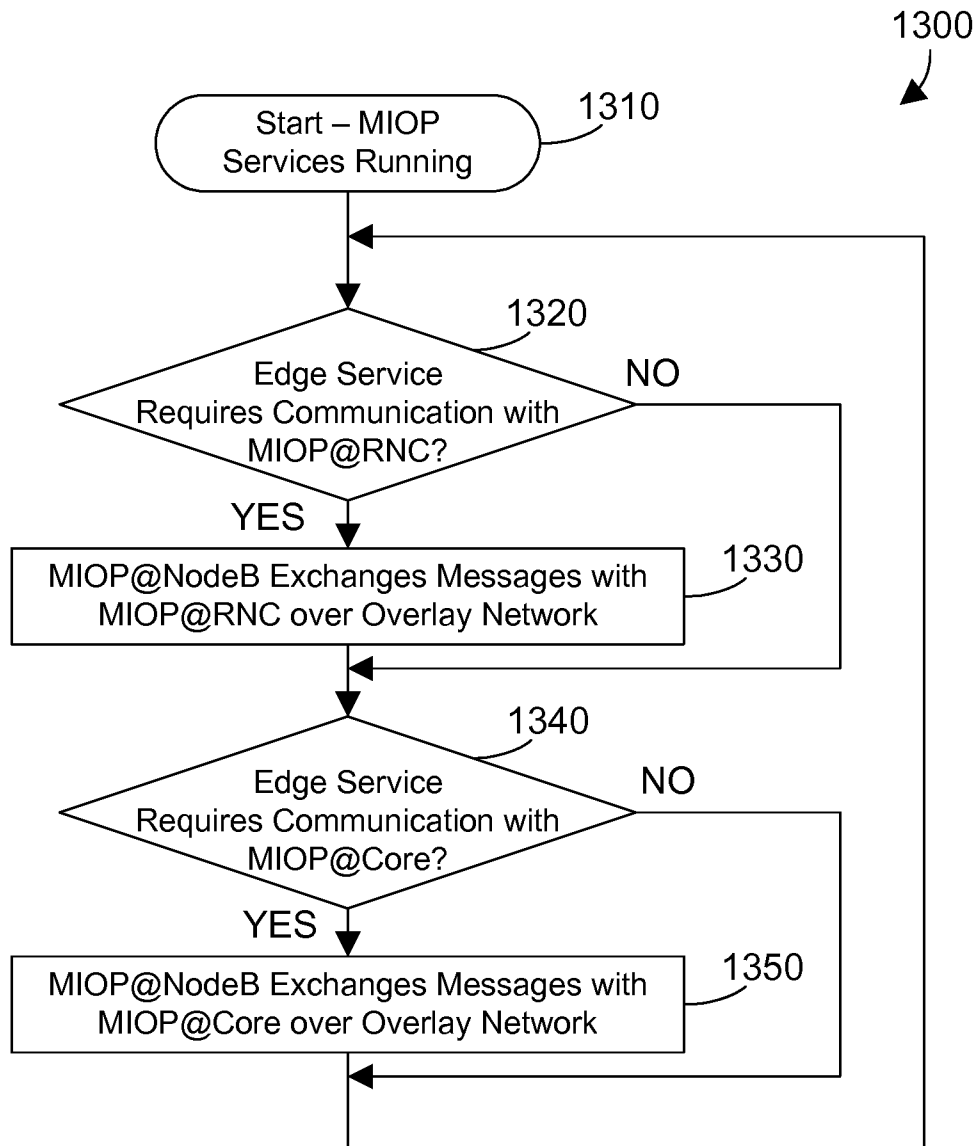 1300
Start – MIOP
Services Running
1310
1320
Edge Service
Requires Communication with
MIOP@RNC?
NO
YES
MIOP@NodeB Exchanges Messages with
MIOP@RNC over Overlay Network
1330
1340
Edge Service
Requires Communication with
MIOP@Core?
NO
YES
MIOP@NodeB Exchanges Messages with
MIOP@Core over Overlay Network
1350